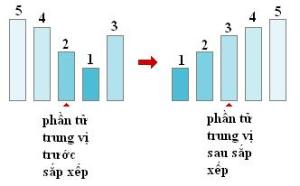 5 4 2 1 3
1 2 3 4 5
phần tử
trung vị
trước
sắp xếp
phần tử
trung vị
sau sắp
xếp